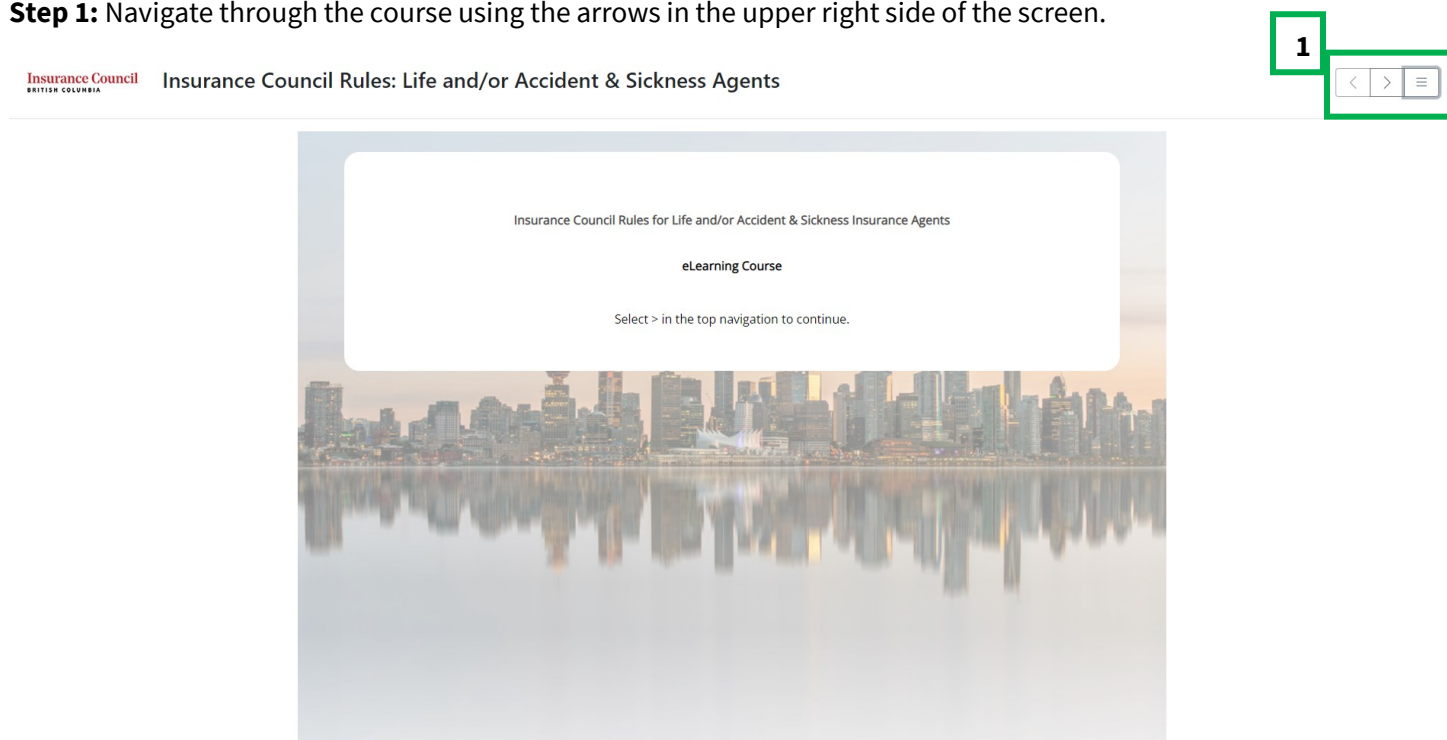 Step 1: Navigate through the course using the arrows in the upper right side of the screen.
1
Insurance Council
BRITISH COLUMBIA
Insurance Council Rules: Life and/or Accident & Sickness Agents
< > ≡
Insurance Council Rules for Life and/or Accident & Sickness Insurance Agents
eLearning Course
Select > in the top navigation to continue.